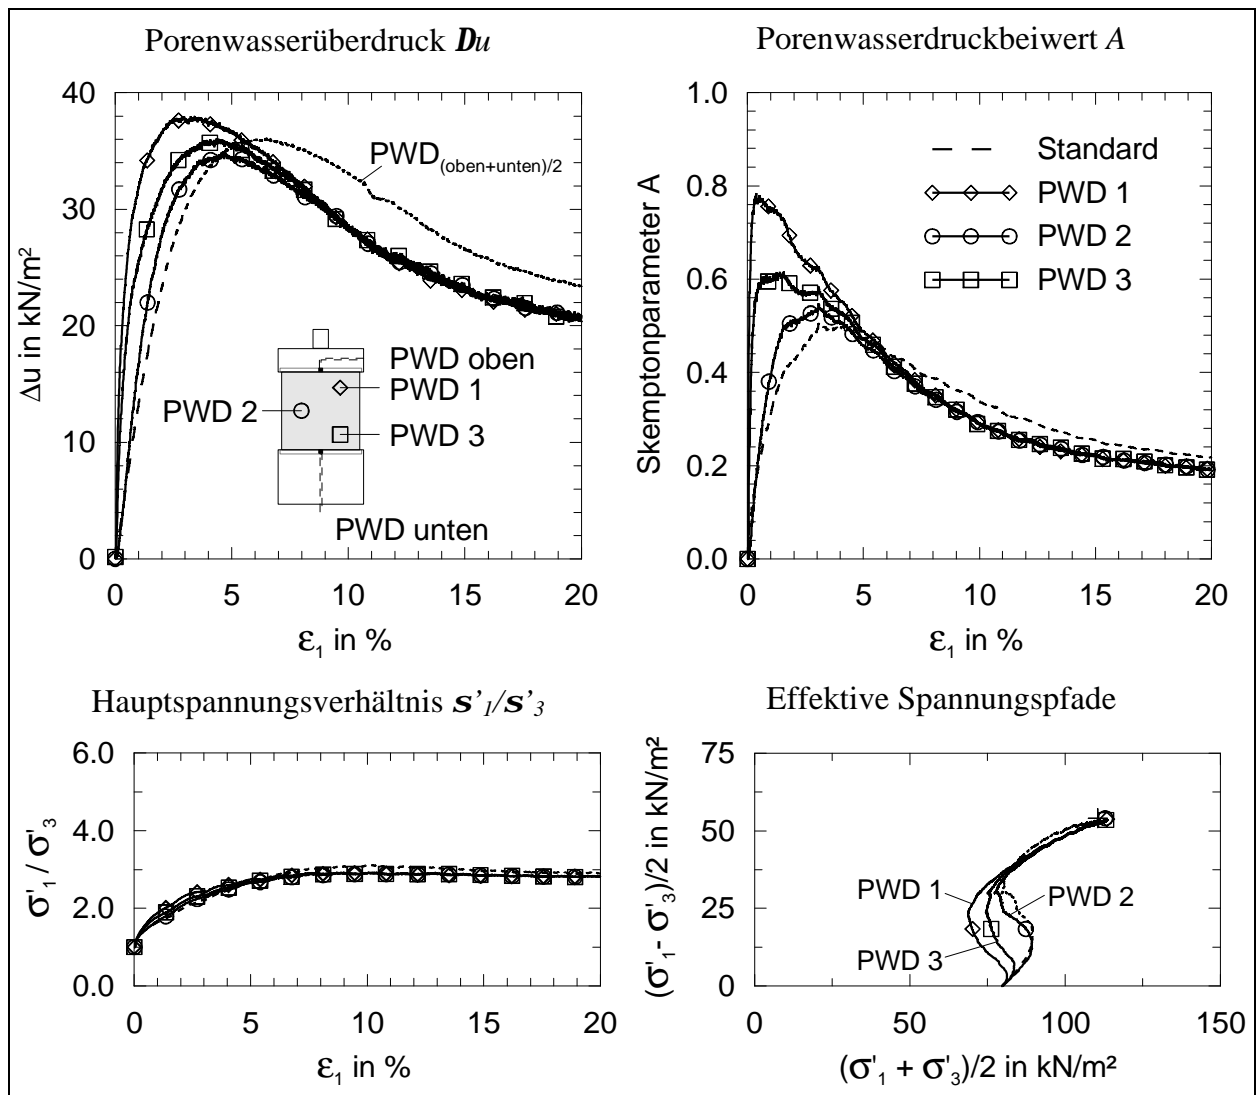 Porenwasserüberdruck Du
40
30
20
10
0
Δu in kN/m²
PWD(oben+unten)/2
PWD oben
PWD 1
PWD 2
PWD 3
PWD unten
0 5 10 15 20
ε1 in %
Porenwasserdruckbeiwert A
1.0
0.8
0.6
0.4
0.2
0.0
Skemptonparameter A
Standard
PWD 1
PWD 2
PWD 3
0 5 10 15 20
ε1 in %
Hauptspannungsverhältnis s'1/s'3
6.0
4.0
2.0
0.0
σ'1 / σ'3
0 5 10 15 20
ε1 in %
Effektive Spannungspfade
75
50
25
0
(σ'1- σ'3)/2 in kN/m²
PWD 1
PWD 2
PWD 3
0 50 100 150
(σ'1 + σ'3)/2 in kN/m²